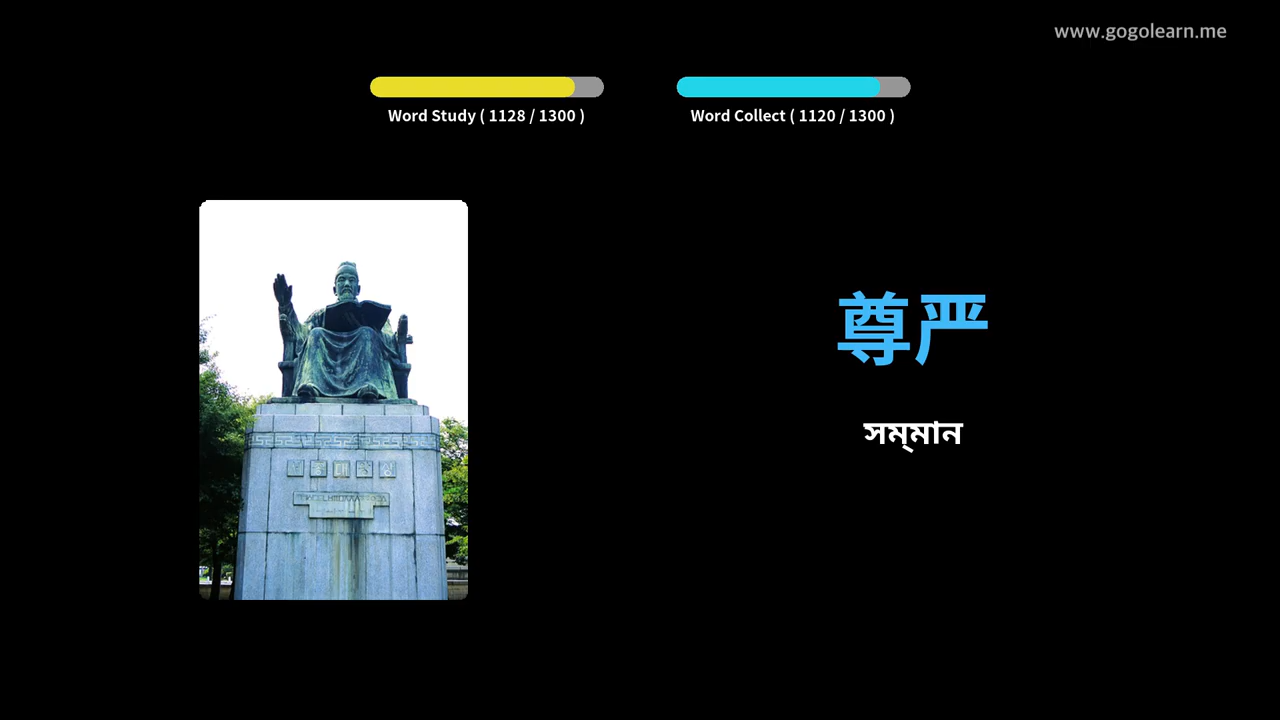 www.gogolearn.me
Word Study ( 1128 / 1300 )
Word Collect ( 1120 / 1300 )
尊严
সম্মান